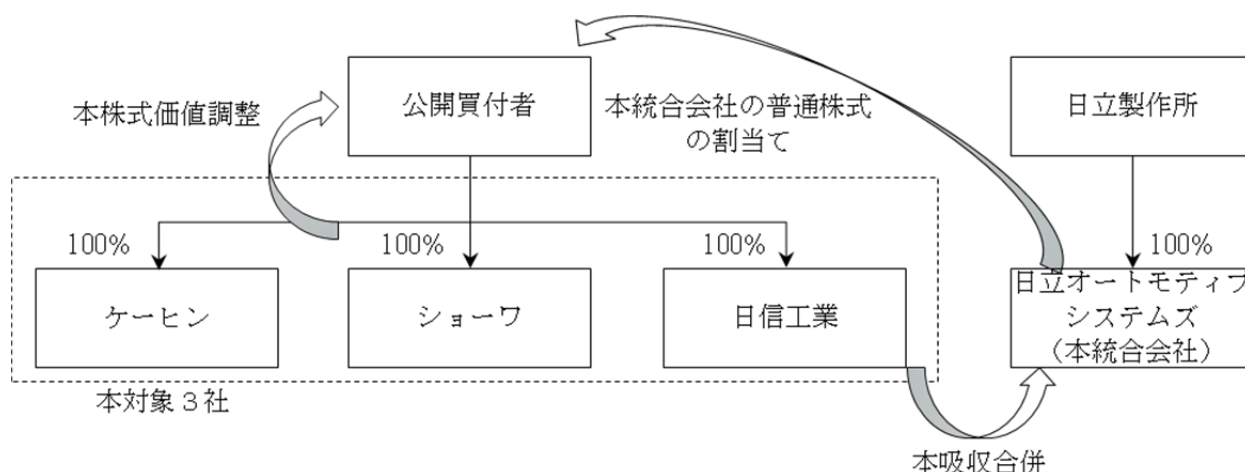 本株式価値調整
公開買付者
本統合会社の普通株式
の割当て
日立製作所
100%
100%
100%
100%
ケーヒン
ショーワ
日信工業
日立オートモティブ
システムズ
（本統合会社）
本対象３社
本吸収合併